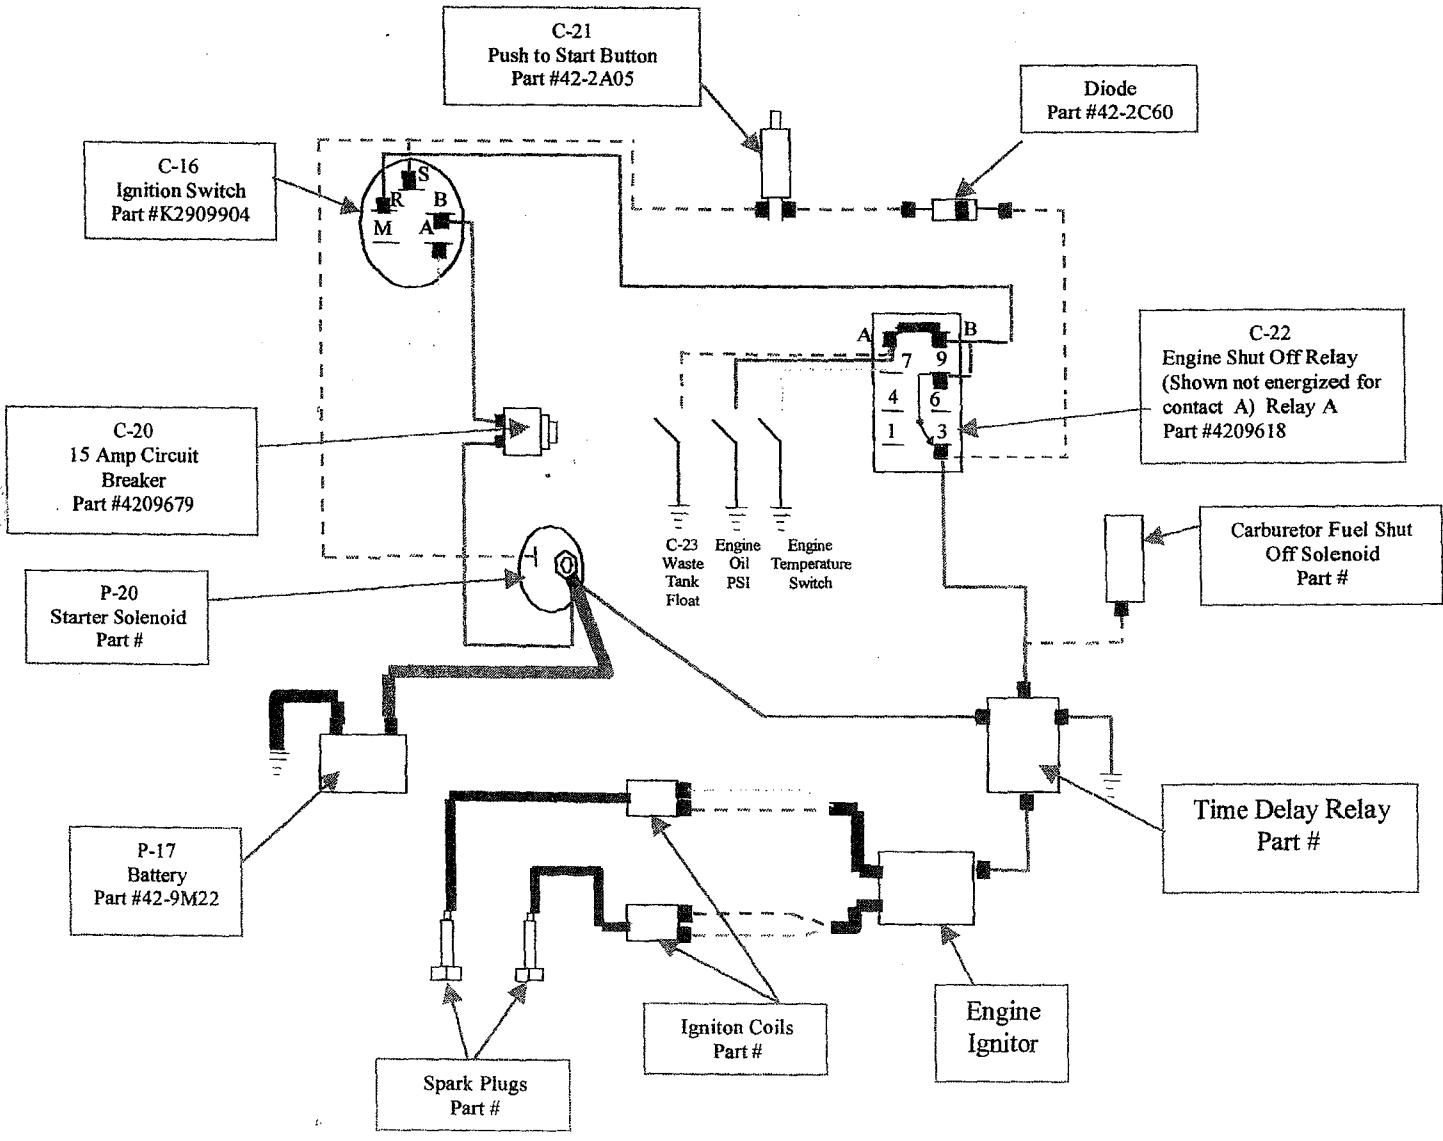 C-21
Push to Start Button
Part #42-2A05
Diode
Part #42-2C60
C-16
Ignition Switch
Part #K2909904
S
R
B
M
A
A
B
7
9
4
6
1
3
C-22
Engine Shut Off Relay
(Shown not energized for
contact A) Relay A
Part #4209618
C-20
15 Amp Circuit
Breaker
Part #4209679
C-23
Waste
Tank
Float
Engine
Oil
PSI
Engine
Temperature
Switch
Carburetor Fuel Shut
Off Solenoid
Part #
P-20
Starter Solenoid
Part #
Time Delay Relay
Part #
P-17
Battery
Part #42-9M22
Igniton Coils
Part #
Engine
Ignitor
Spark Plugs
Part #